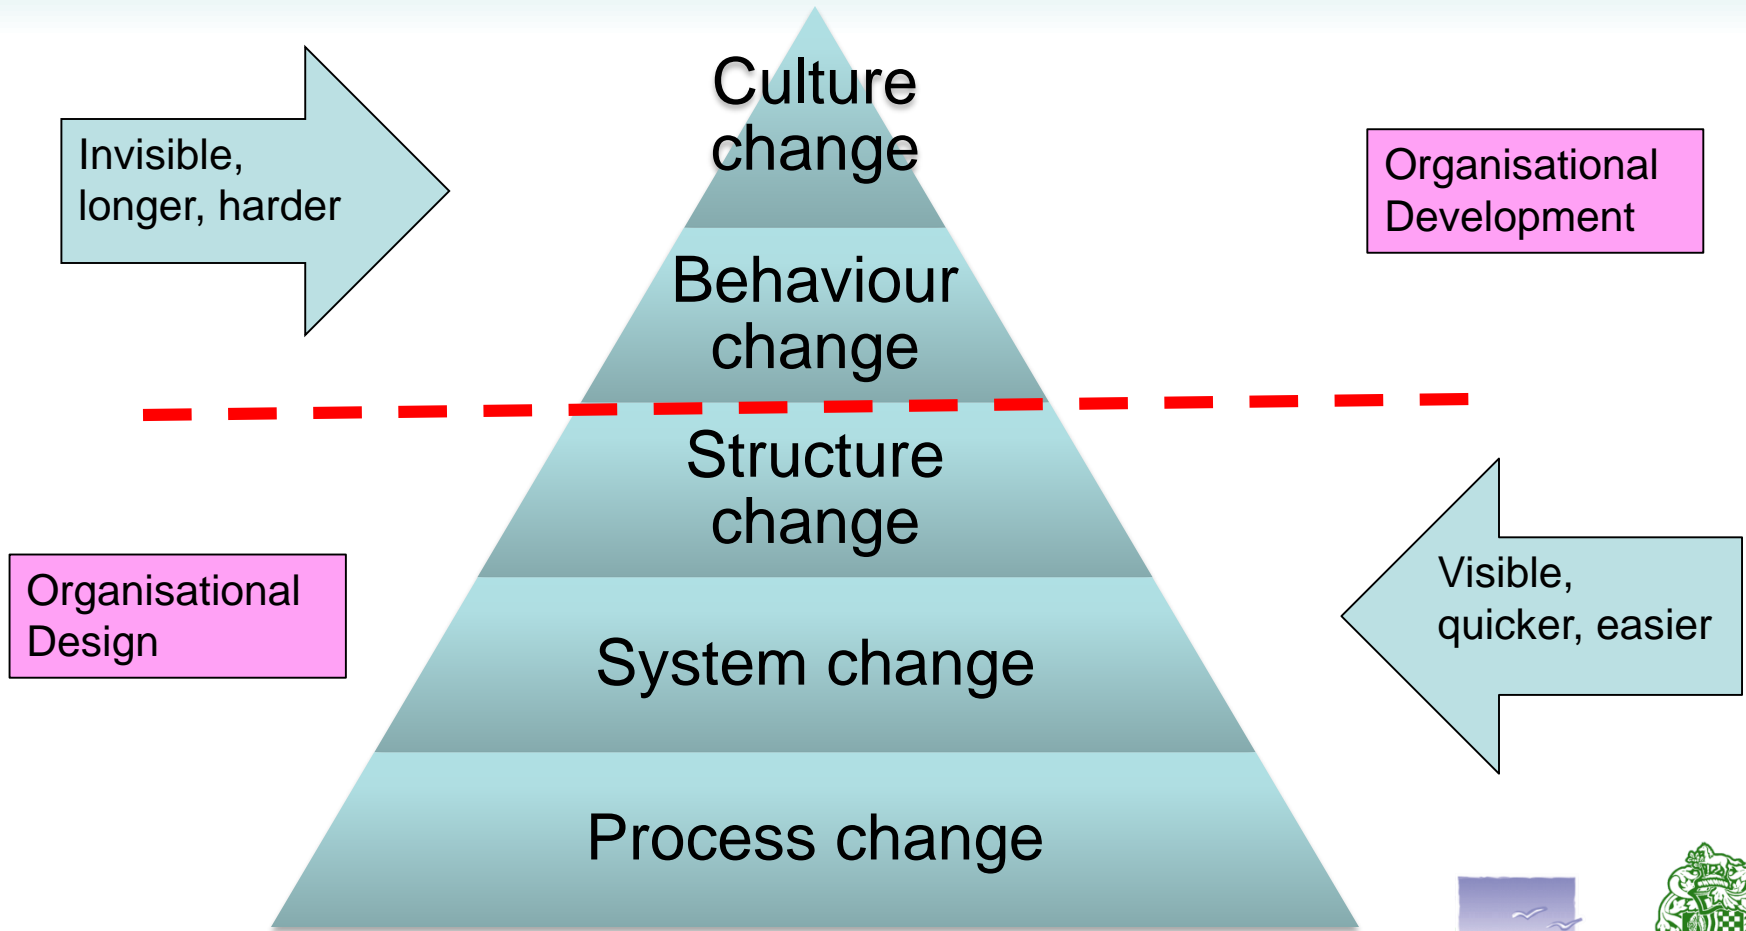 Culture
change
Invisible,
longer, harder
Organisational
Development
Behaviour
change
Structure
change
Organisational
Design
Visible,
quicker, easier
System change
Process change